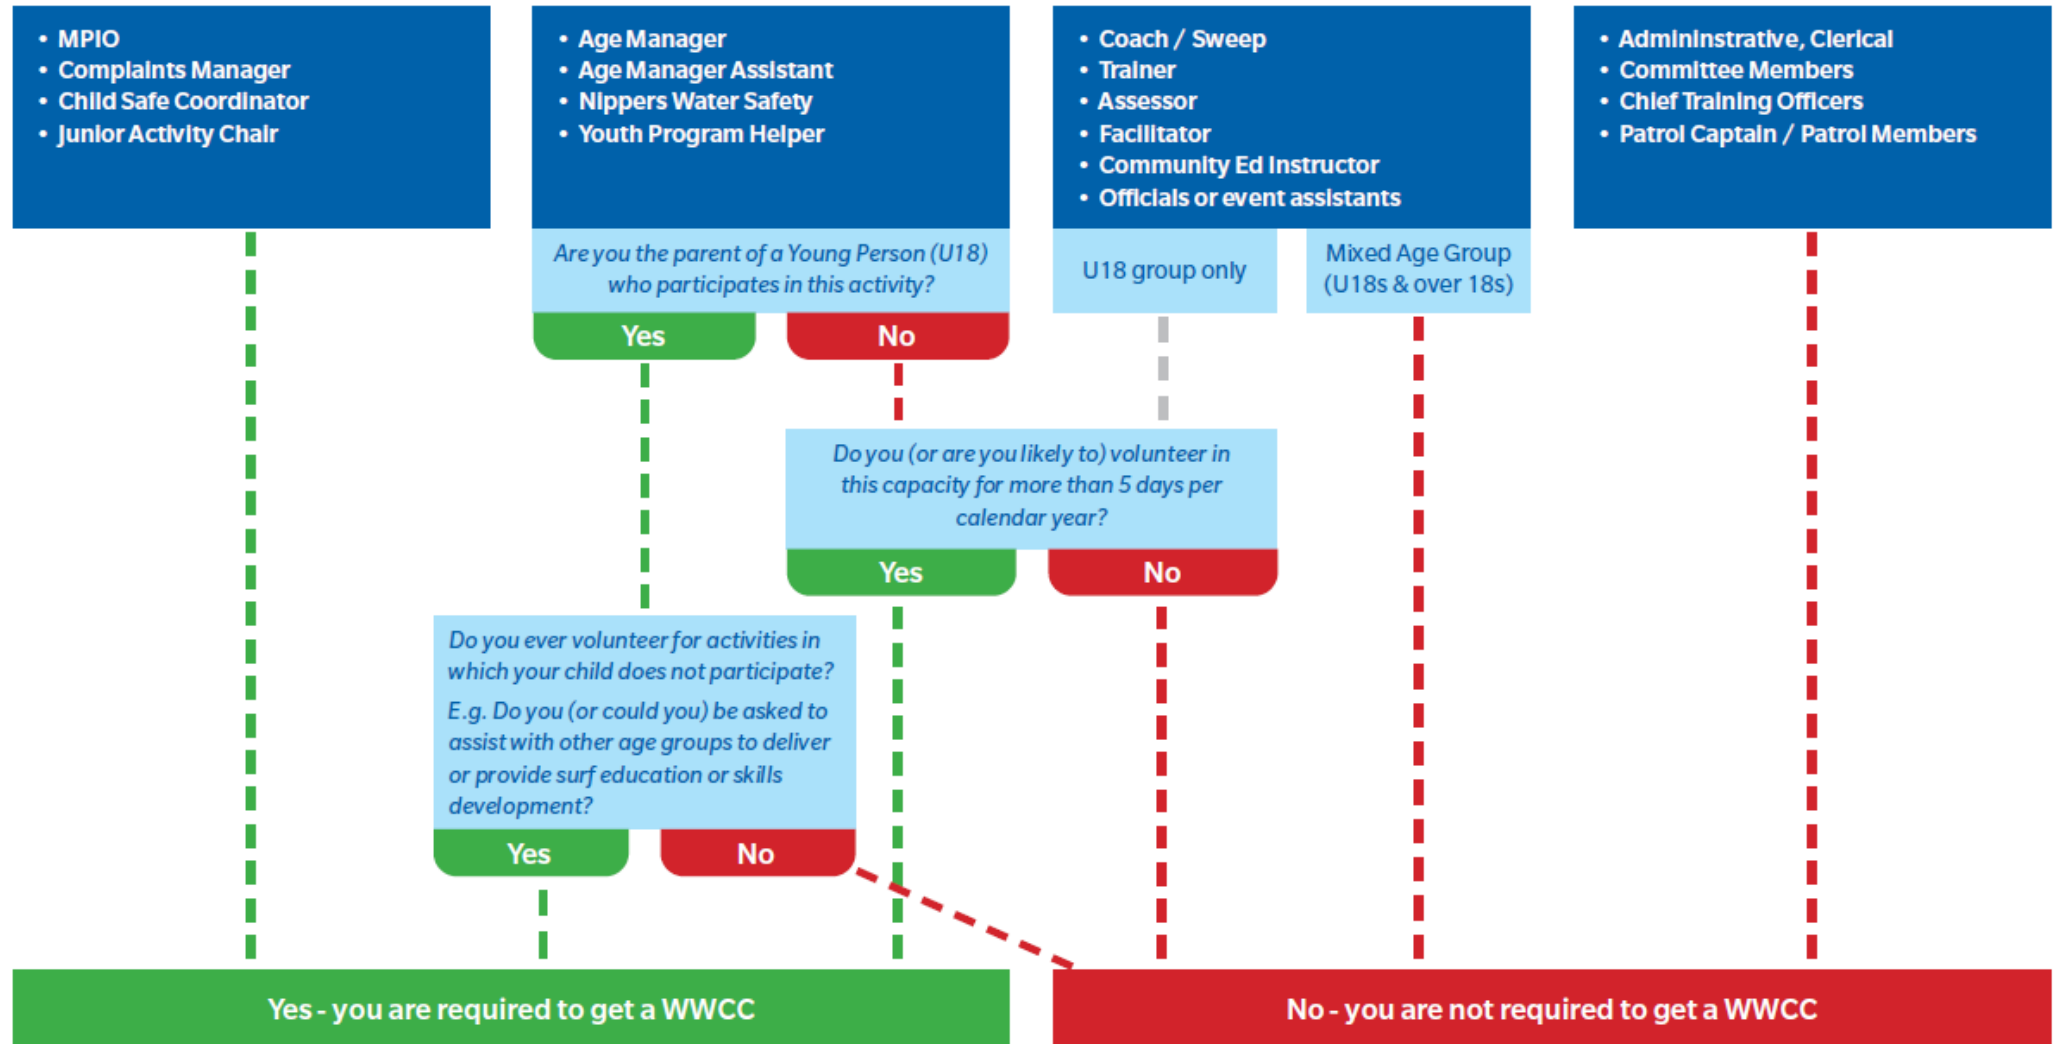 • MPIO
• Complaints Manager
• Child Safe Coordinator
• Junior Activity Chair
• Age Manager
• Age Manager Assistant
• Nippers Water Safety
• Youth Program Helper
• Coach / Sweep
• Trainer
• Assessor
• Facilitator
• Community Ed Instructor
• Officials or event assistants
• Admininstrative, Clerical
• Committee Members
• Chief Training Officers
• Patrol Captain / Patrol Members
Are you the parent of a Young Person (U18)
who participates in this activity?
Yes
No
U18 group only
Mixed Age Group
(U18s & over 18s)
Do you (or are you likely to) volunteer in
this capacity for more than 5 days per
calendar year?
Yes
No
Do you ever volunteer for activities in
which your child does not participate?
E.g. Do you (or could you) be asked to
assist with other age groups to deliver
or provide surf education or skills
development?
Yes
No
Yes - you are required to get a WWCC
No - you are not required to get a WWCC